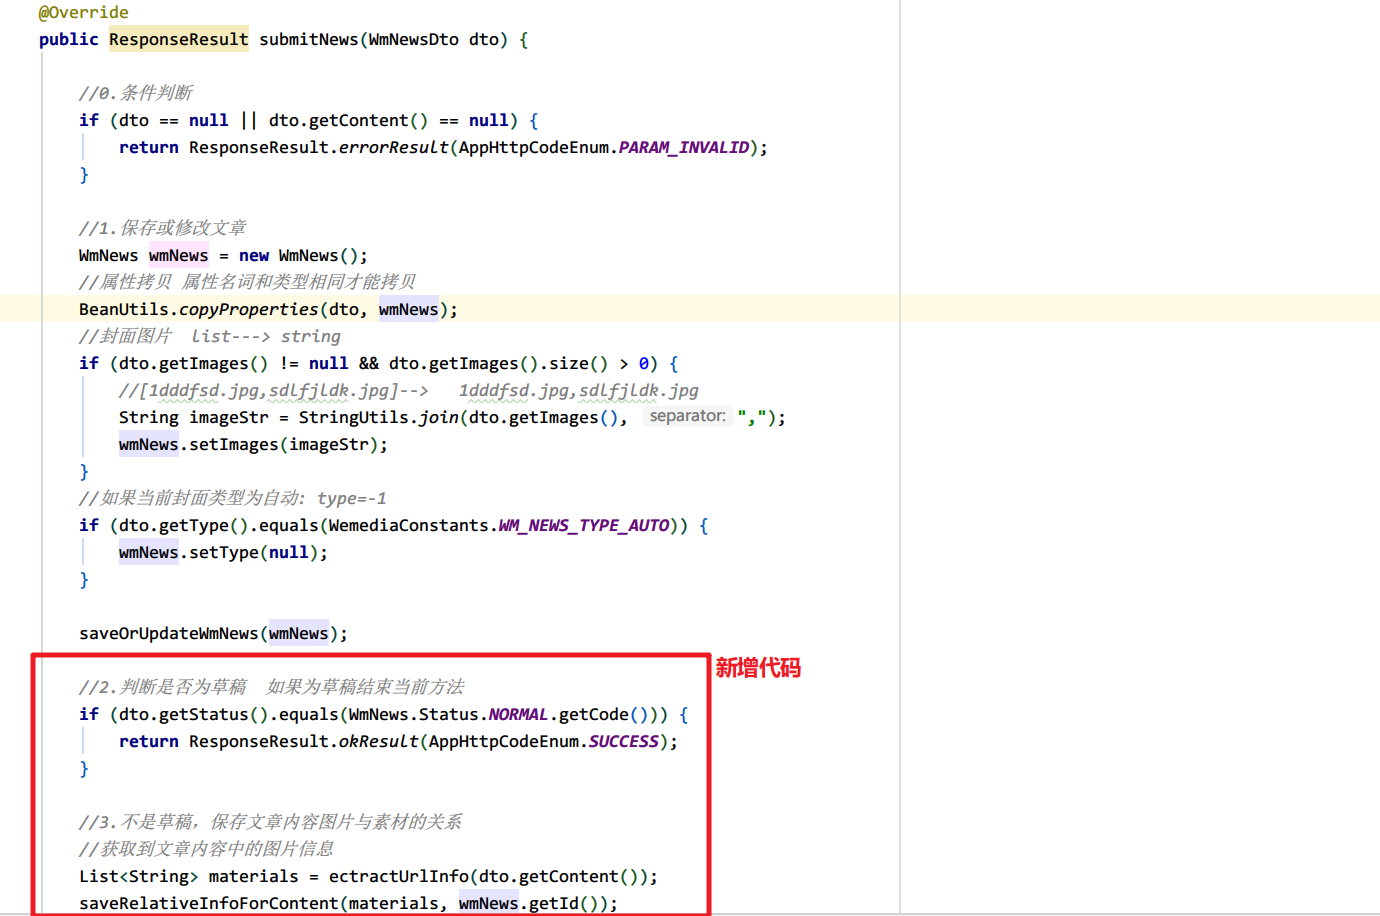 @Override
public ResponseResult submitNews(WmNewsDto dto) {
//0.条件判断
if (dto == null || dto.getContent() == null) {
return ResponseResult.errorResult(AppHttpCodeEnum.PARAM_INVALID);
}
//1.保存或修改文章
WmNews wmNews = new WmNews();
//属性拷贝 属性名词和类型相同才能拷贝
BeanUtils.copyProperties(dto, wmNews);
//封面图片  list---> string
if (dto.getImages() != null && dto.getImages().size() > 0) {
//[1dddfsd.jpg,sdlfjldk.jpg]-->   1dddfsd.jpg,sdlfjldk.jpg
String imageStr = StringUtils.join(dto.getImages(), separator: ",");
wmNews.setImages(imageStr);
}
//如果当前封面类型为自动: type=-1
if (dto.getType().equals(WemediaConstants.WM_NEWS_TYPE_AUTO)) {
wmNews.setType(null);
}
saveOrUpdateWmNews(wmNews);
新增代码
//2.判断是否为草稿  如果为草稿结束当前方法
if (dto.getStatus().equals(WmNews.Status.NORMAL.getCode())) {
return ResponseResult.okResult(AppHttpCodeEnum.SUCCESS);
}
//3.不是草稿，保存文章内容图片与素材的关系
//获取到文章内容中的图片信息
List<String> materials = ectractUrlInfo(dto.getContent());
saveRelativeInfoForContent(materials, wmNews.getId());